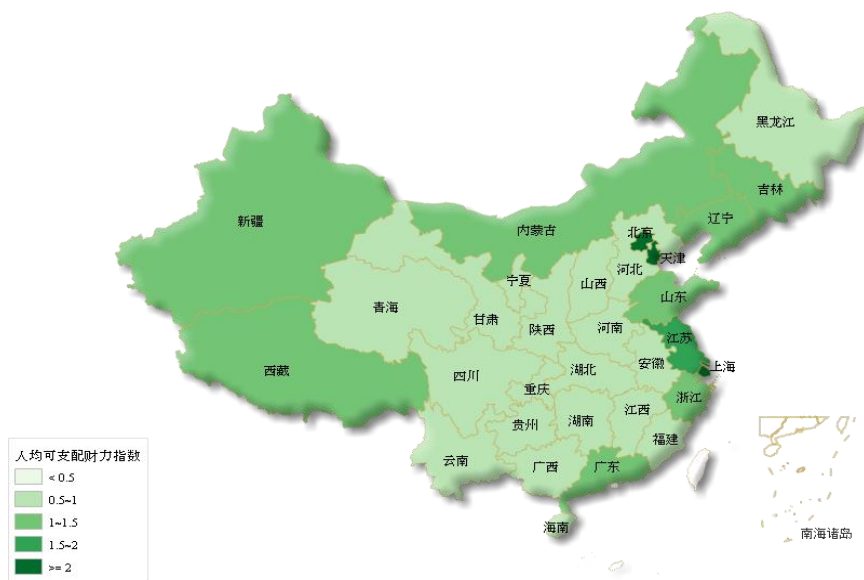 黑龙江
吉林
辽宁
新疆
内蒙古
北京
天津
河北
宁夏
山西
山东
青海
甘肃
陕西
河南
江苏
西藏
四川
湖北
安徽
上海
重庆
浙江
贵州
湖南
江西
福建
云南
广西
广东
海南
南海诸岛
人均可支配财力指数
< 0.5
0.5~1
1~1.5
1.5~2
>= 2